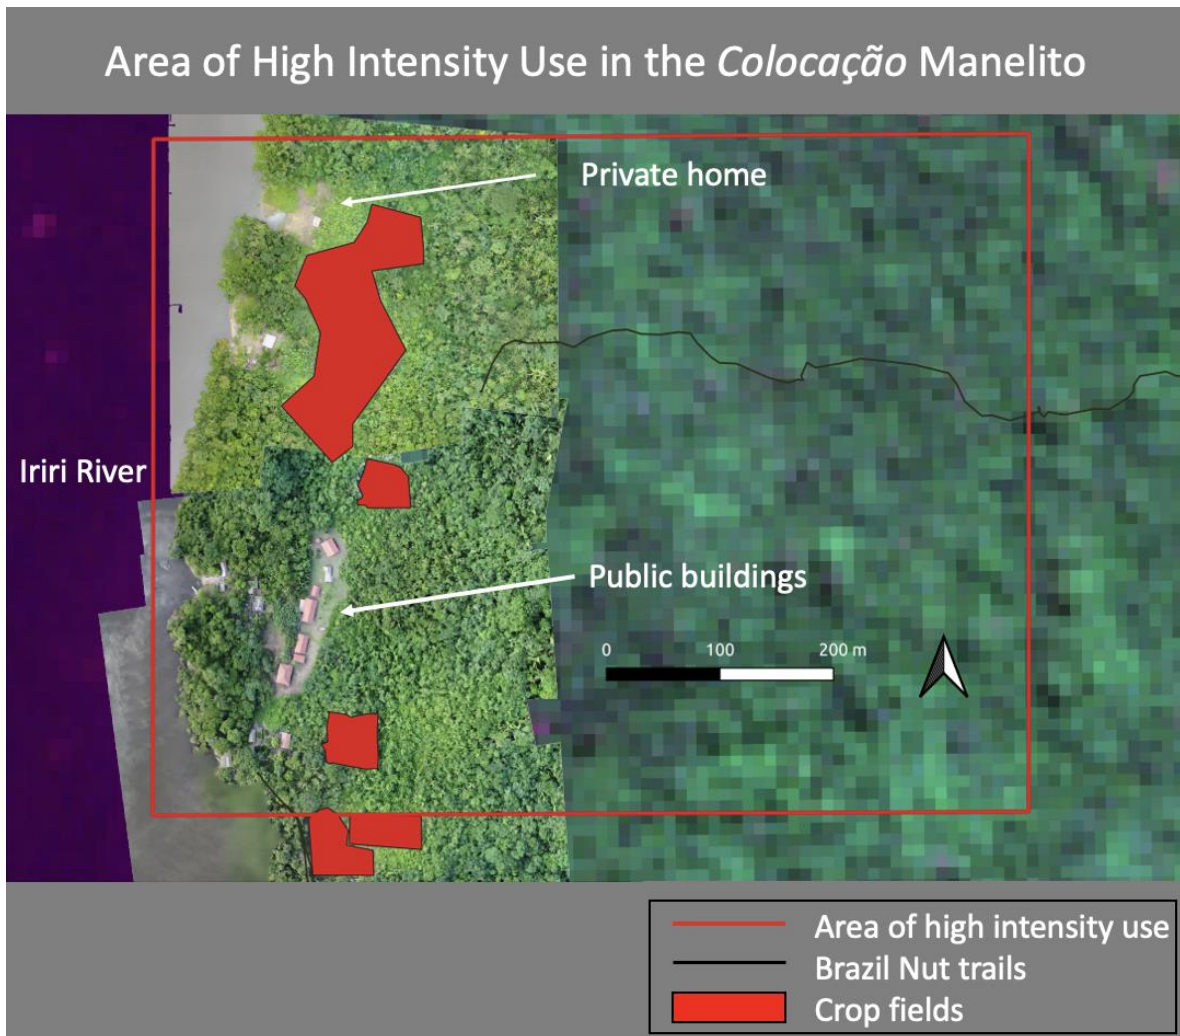 Area of High Intensity Use in the Colocação Manelito
Private home
Iriri River
Public buildings
0 100 200 m
Area of high intensity use
Brazil Nut trails
Crop fields